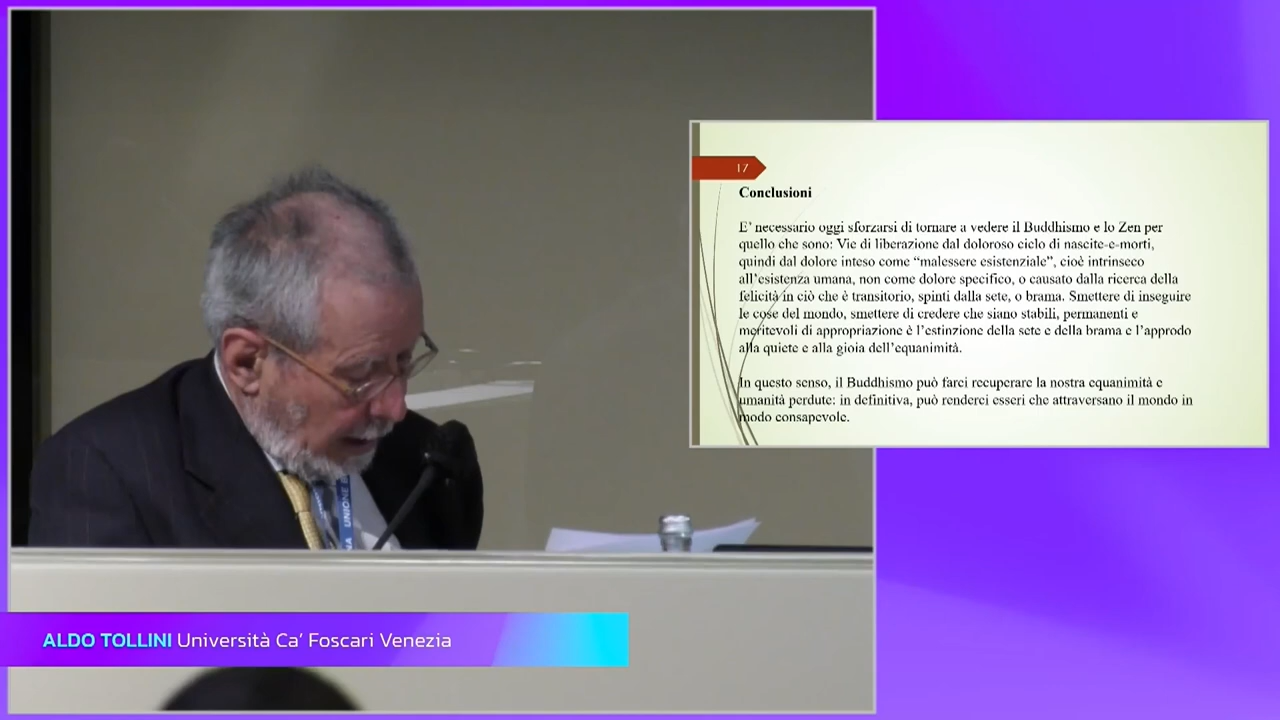 17
Conclusioni
E’ necessario oggi sforzarsi di tornare a vedere il Buddhismo e lo Zen per
quello che sono: Vie di liberazione dal doloroso ciclo di nascite-e-morti,
quindi dal dolore inteso come “malessere esistenziale”, cioè intrinseco
all’esistenza umana, non come dolore specifico, o causato dalla ricerca della
felicità in ciò che è transitorio, spinti dalla sete, o brama. Smettere di inseguire
le cose del mondo, smettere di credere che siano stabili, permanenti e
meritevoli di appropriazione è l’estinzione della sete e della brama e l’approdo
alla quiete e alla gioia dell’equanimità.
In questo senso, il Buddhismo può farci recuperare la nostra equanimità e
umanità perdute: in definitiva, può renderci esseri che attraversano il mondo in
modo consapevole.
UNIONE
ALDO TOLLINI Università Ca’ Foscari Venezia